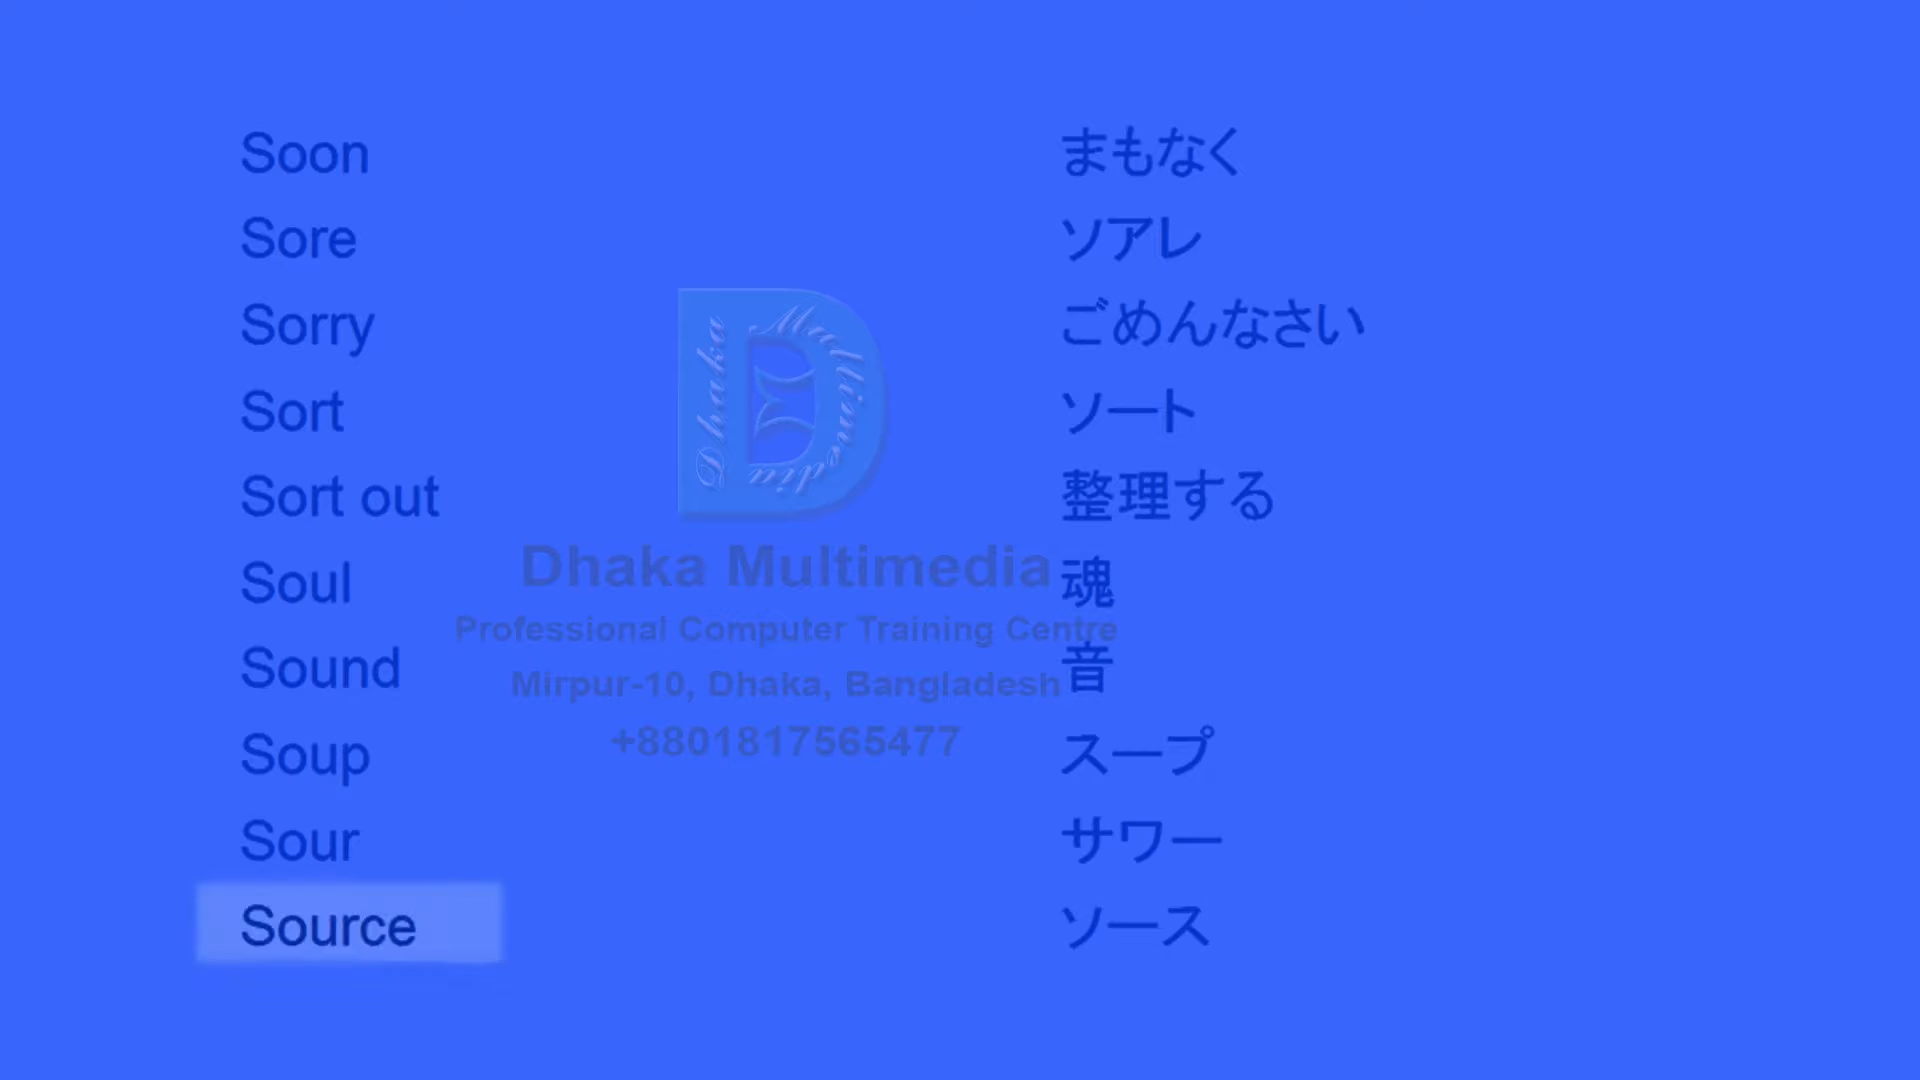 Soon まもなく
Sore ソアレ
Sorry ごめんなさい
Sort ソート
Sort out 整理する
Soul 魂
Sound 音
Soup スープ
Sour サワー
Source ソース
Dhaka Multimedia
Dhaka Multimedia
Professional Computer Training Centre
Mirpur-10, Dhaka, Bangladesh
+8801817565477